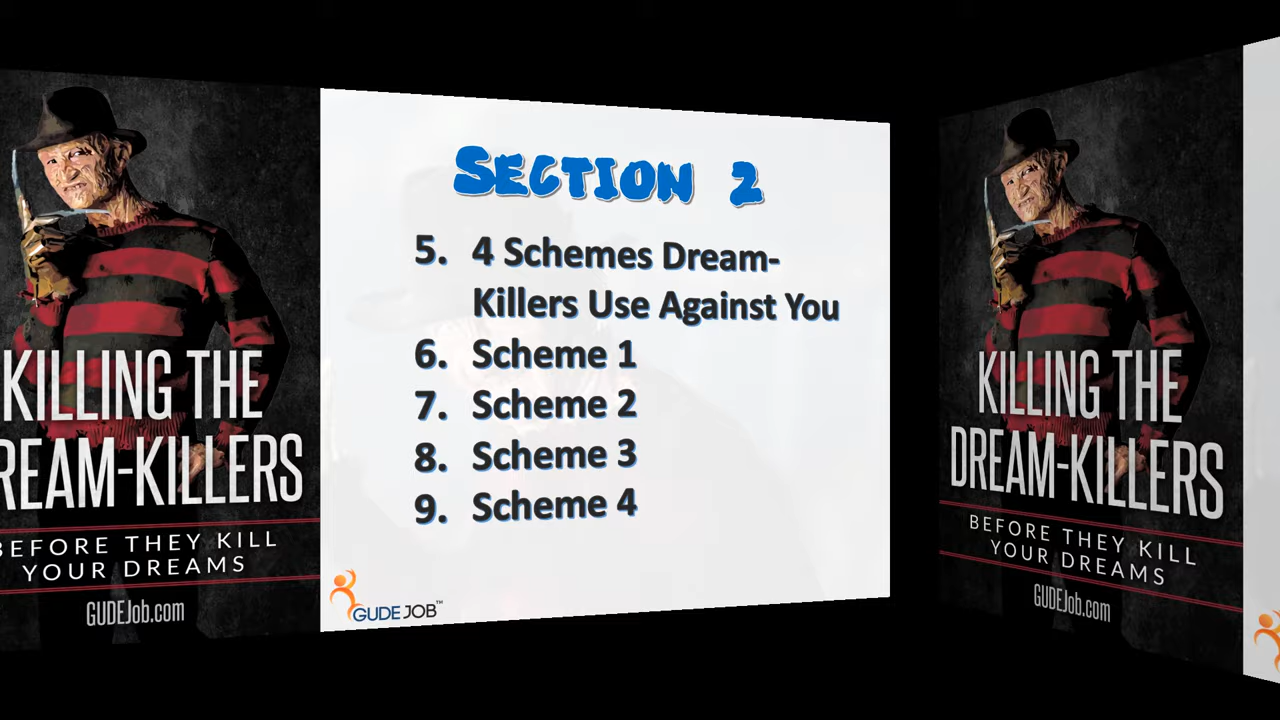 KILLING THE
REAM-KILLERS
BEFORE THEY KILL
YOUR DREAMS
GUDEJob.com
SECTION 2
5. 4 Schemes Dream-
Killers Use Against You
6. Scheme 1
7. Scheme 2
8. Scheme 3
9. Scheme 4
GUDEJOB™
KILLING THE
DREAM-KILLERS
BEFORE THEY KILL
YOUR DREAMS
GUDEJob.com